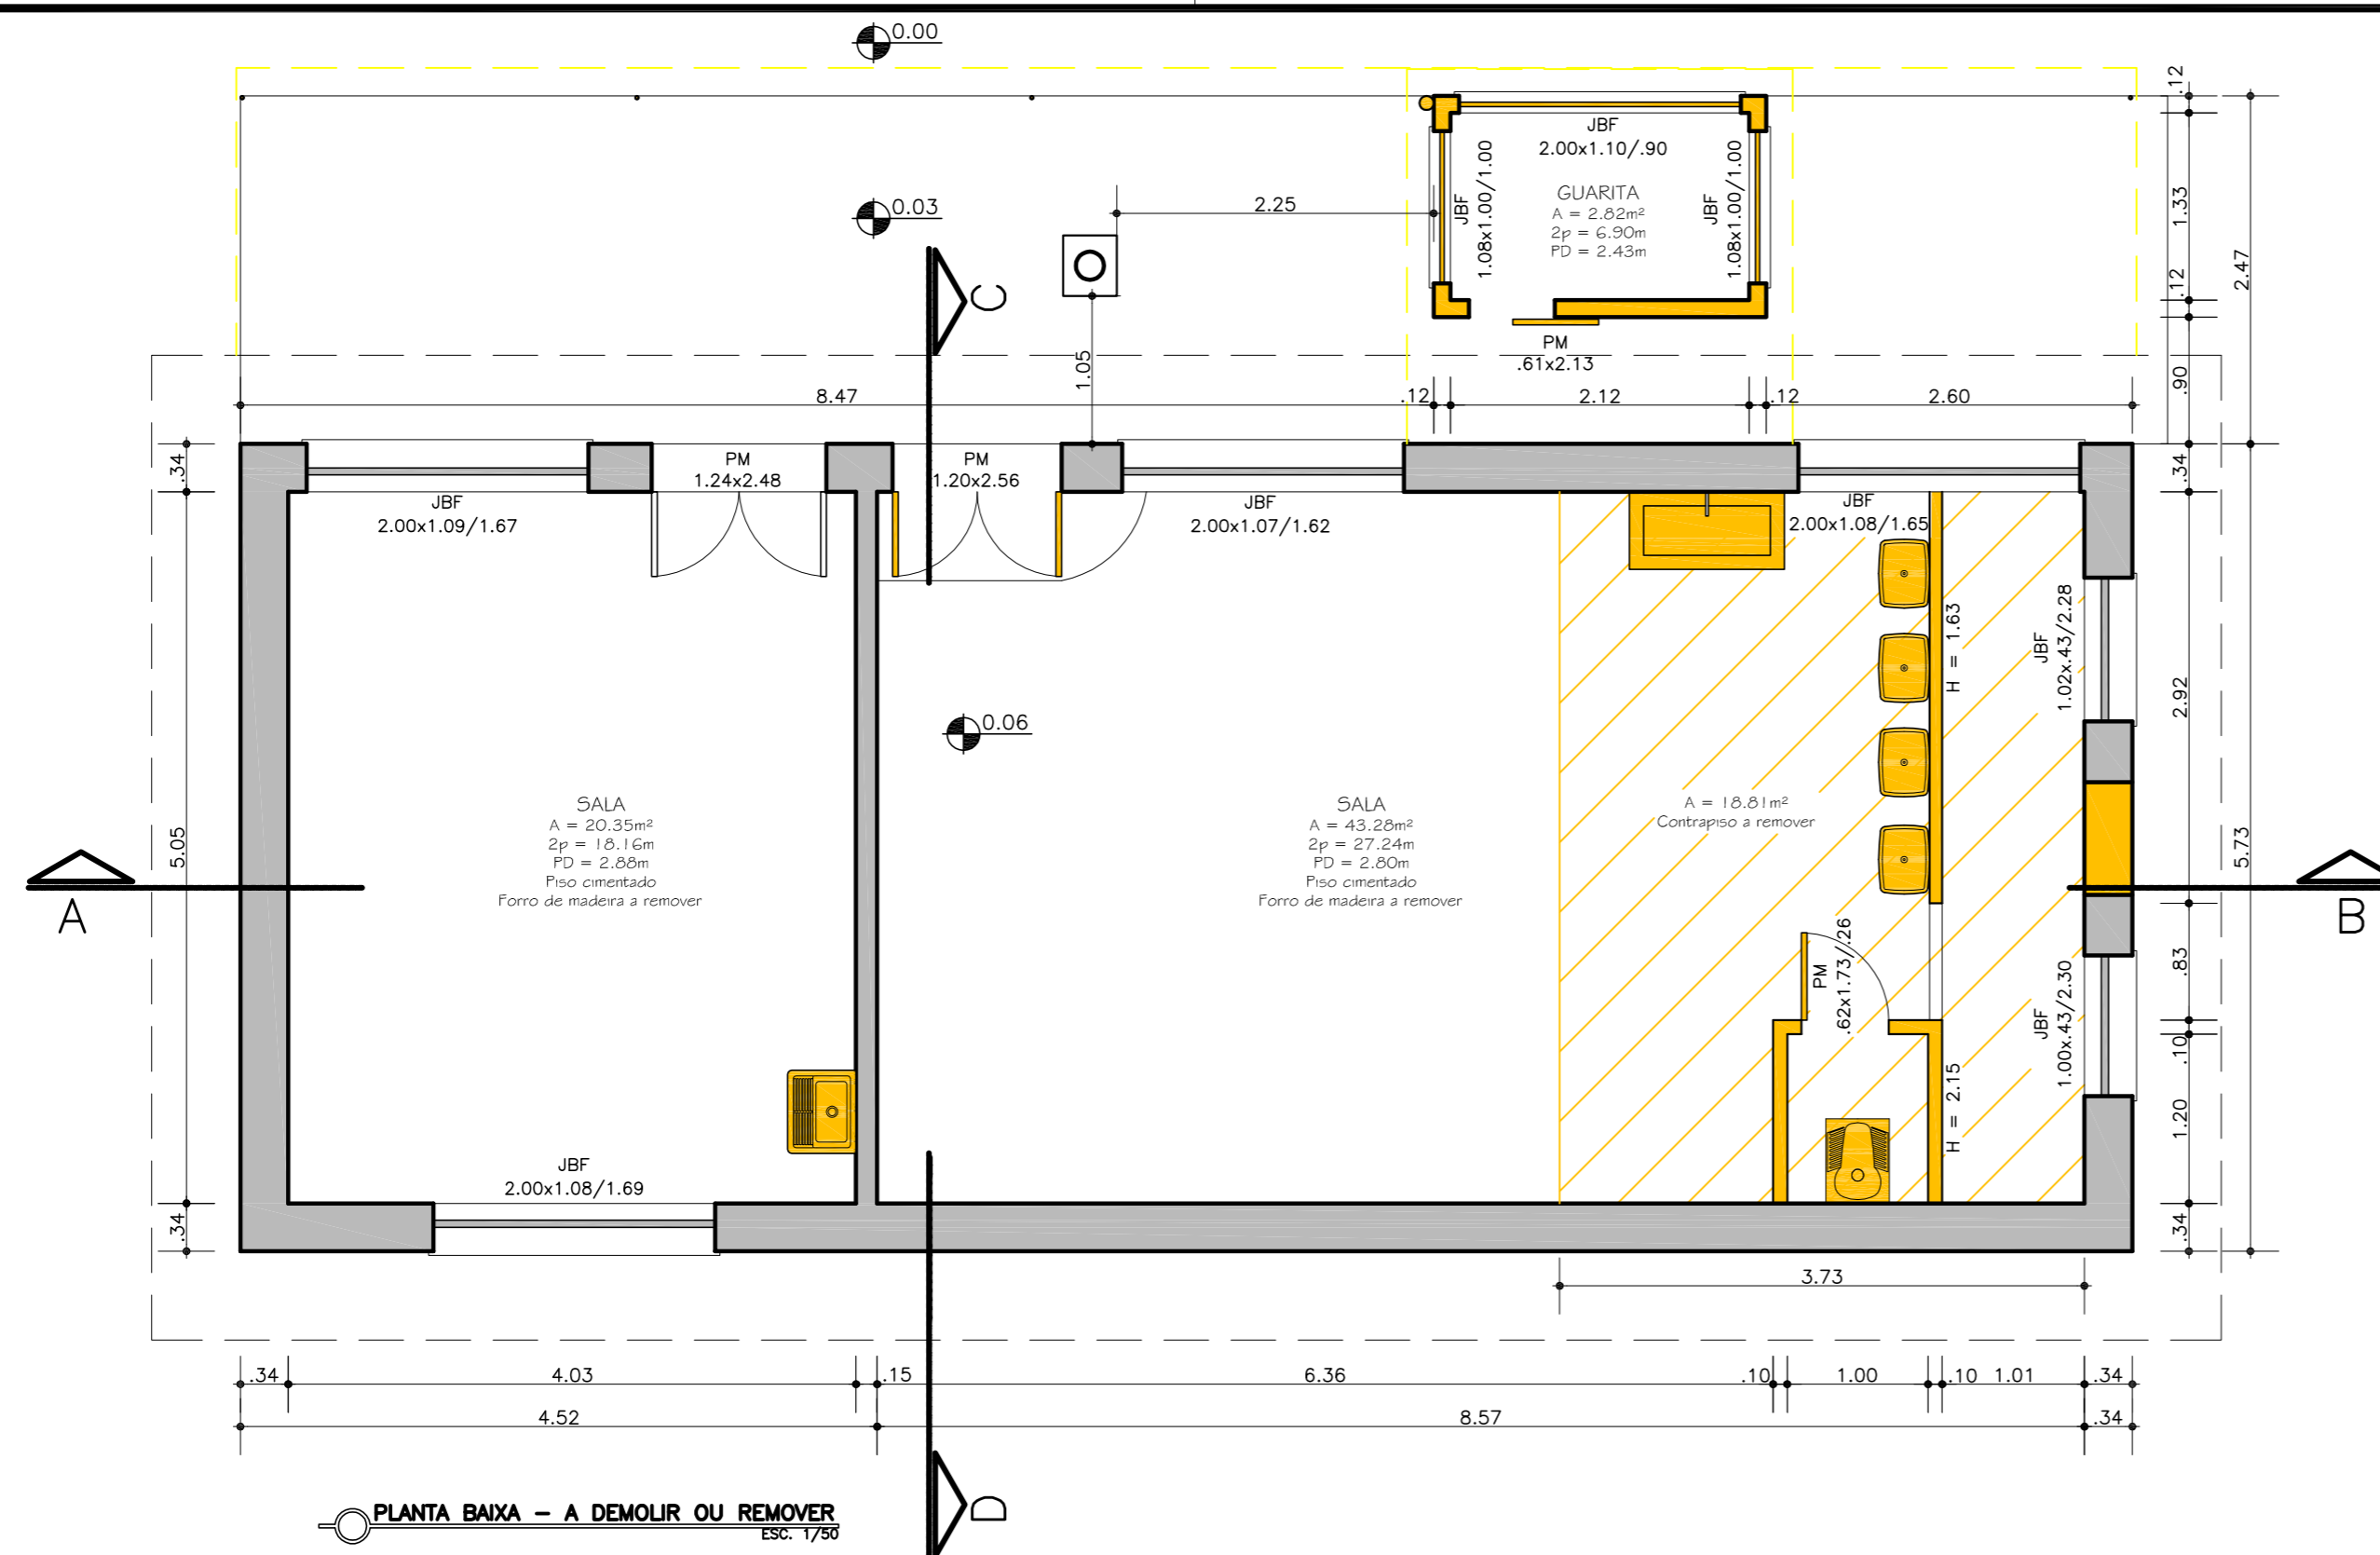 0.00
.12
JBF
2.00x1.10/.90
JBF
1.08x1.00/1.00
JBF
1.08x1.00/1.00
GUARITA
A = 2.82m²
2p = 6.90m
PD = 2.43m
1.33
2.25
0.03
2.47
.12
C
PM
.61x2.13
1.05
.90
8.47
.12
2.12
.12
2.60
.34
PM
1.24x2.48
PM
1.20x2.56
.34
JBF
2.00x1.09/1.67
JBF
2.00x1.07/1.62
JBF
2.00x1.08/1.65
H = 1.63
JBF
1.02x.43/2.28
2.92
0.06
SALA
A = 20.35m²
2p = 18.16m
PD = 2.88m
Piso cimentado
Forro de madeira a remover
SALA
A = 43.28m²
2p = 27.24m
PD = 2.80m
Piso cimentado
Forro de madeira a remover
A = 18.81m²
Contrapiso a remover
5.05
5.73
A
B
PM
.62x1.73/.26
.83
JBF
1.00x.43/2.30
.10
H = 2.15
1.20
JBF
2.00x1.08/1.69
.34
.34
3.73
.34
4.03
.15
6.36
.10
1.00
.10
1.01
.34
4.52
8.57
.34
D
PLANTA BAIXA – A DEMOLIR OU REMOVER
ESC. 1/50